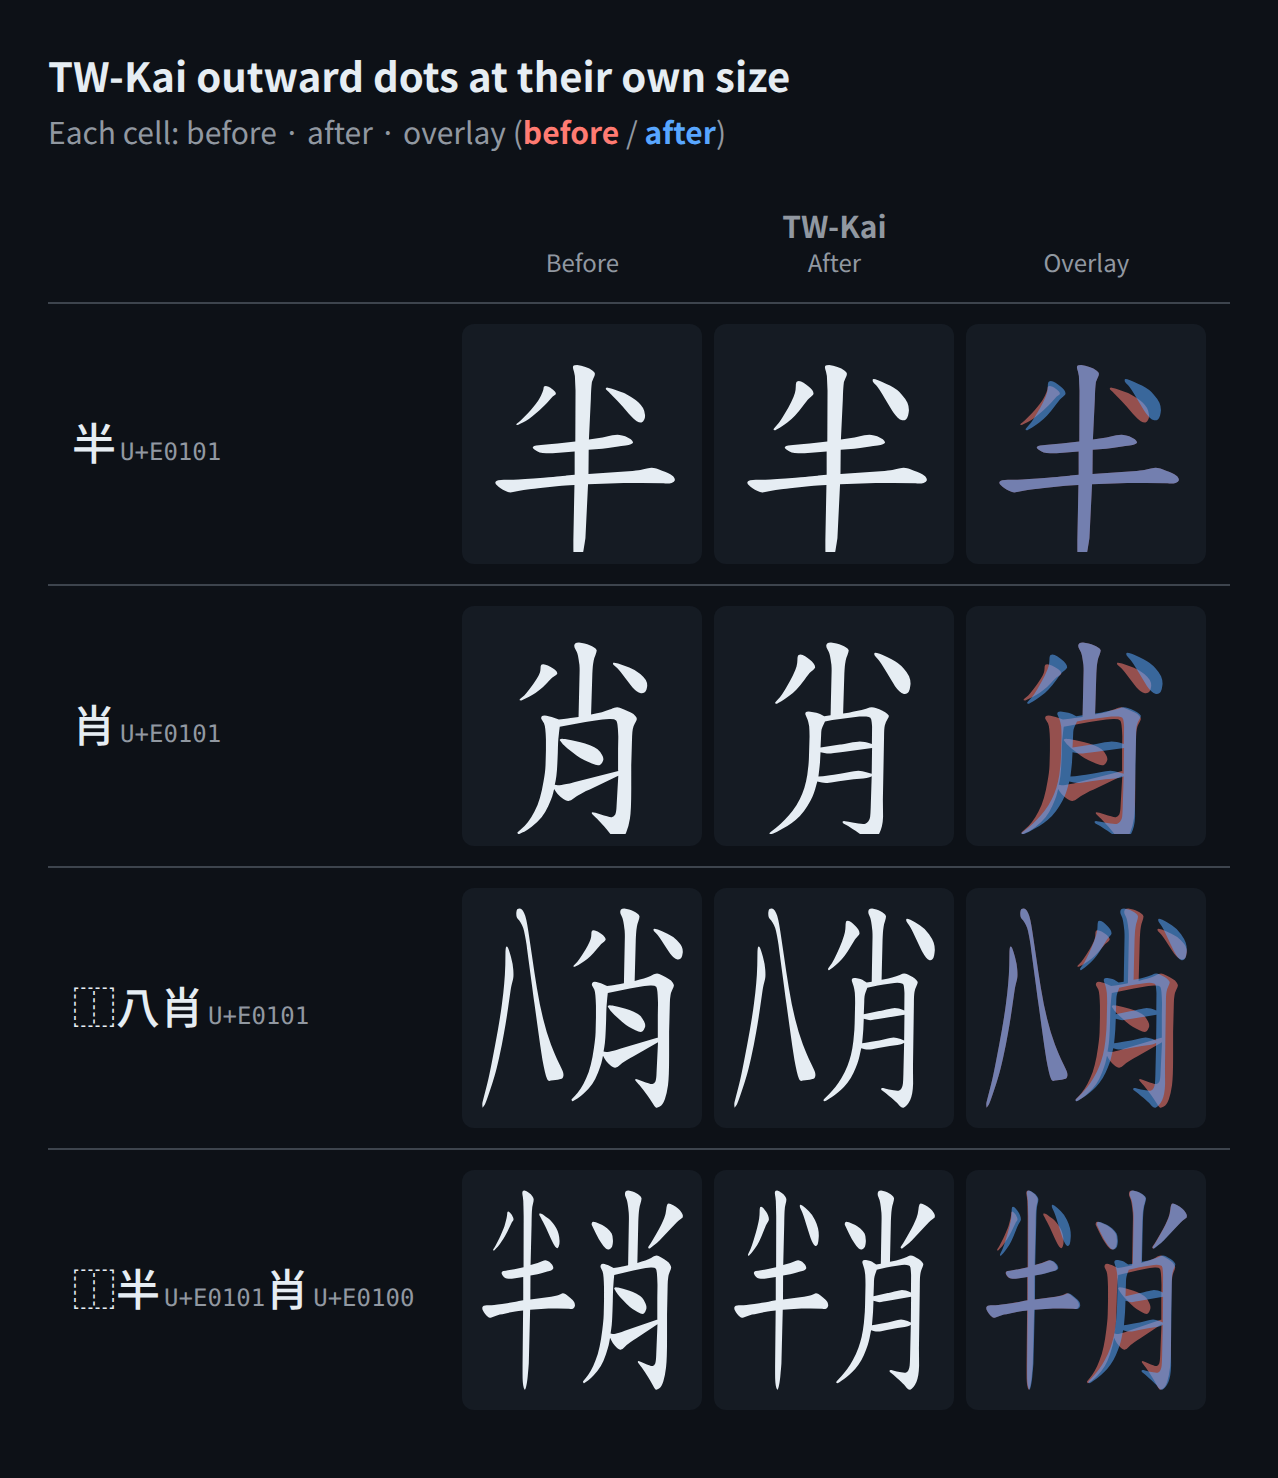 TW-Kai outward dots at their own size
Each cell: before · after · overlay (before / after)
TW-Kai
Before After Overlay
半 U+E0101 半 半 半
肖 U+E0101 肖 肖 肖
⿰八肖 U+E0101 八肖 八肖 八肖
⿰半 U+E0101 肖 U+E0100 半肖 半肖 半肖